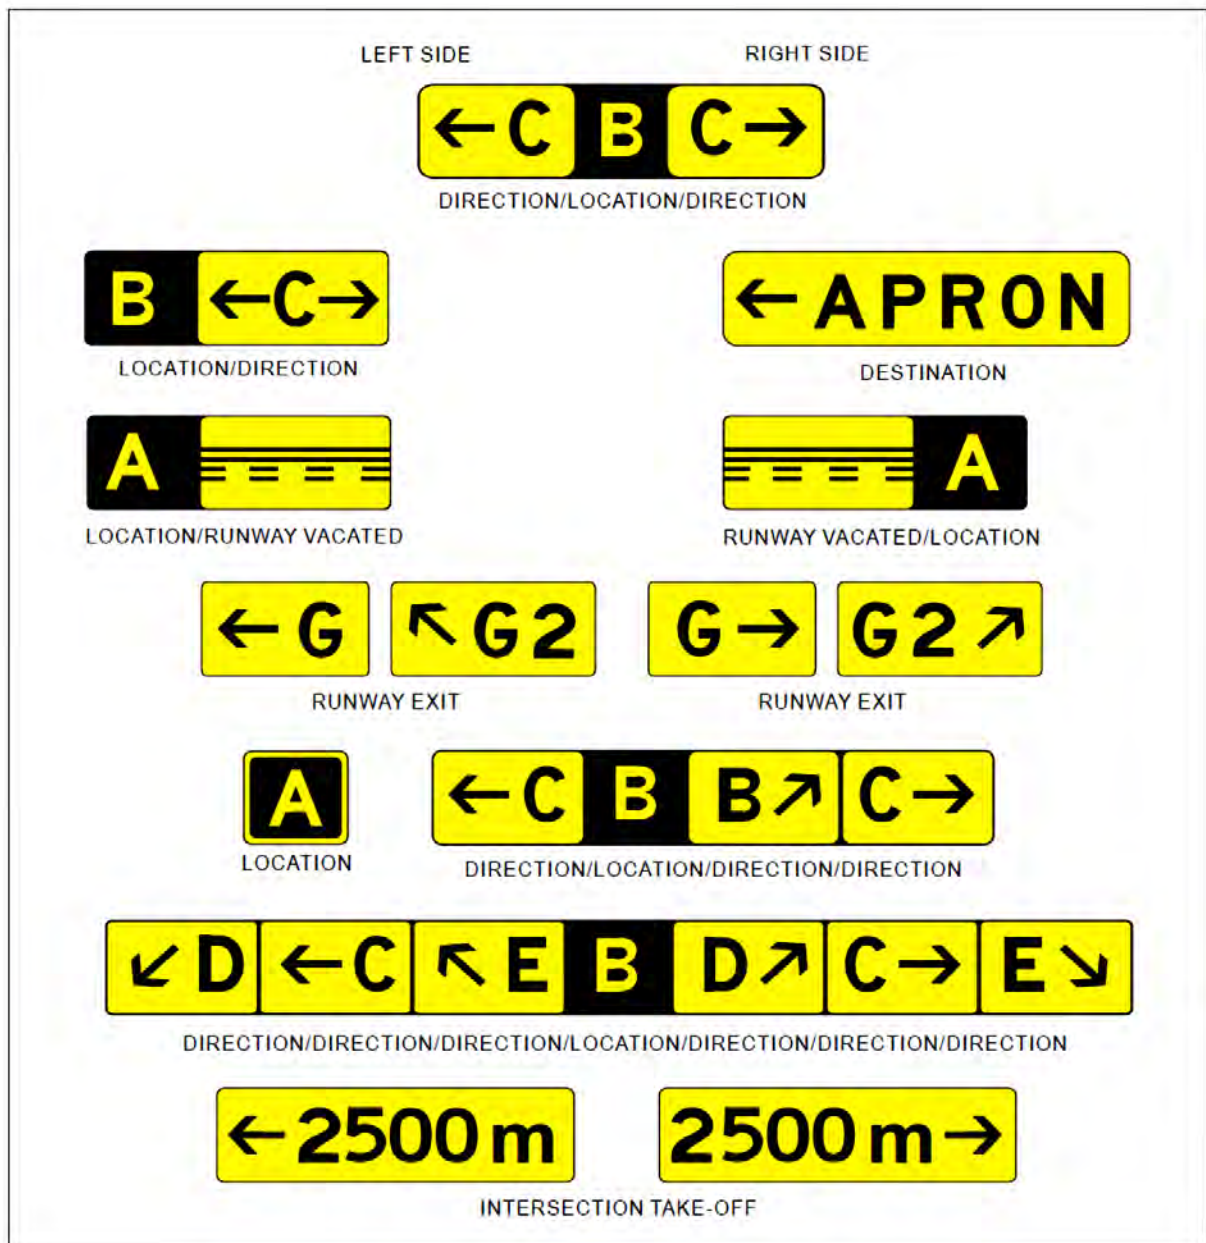 LEFT SIDE RIGHT SIDE
←C B C→
DIRECTION/LOCATION/DIRECTION
B ←C→ ←APRON
LOCATION/DIRECTION DESTINATION
A A
LOCATION/RUNWAY VACATED RUNWAY VACATED/LOCATION
←G ↖G2 G→ G2↗
RUNWAY EXIT RUNWAY EXIT
A ←C B B↗ C→
LOCATION DIRECTION/LOCATION/DIRECTION/DIRECTION
↙D ←C ↖E B D↗ C→ E↘
DIRECTION/DIRECTION/DIRECTION/LOCATION/DIRECTION/DIRECTION/DIRECTION
←2500 m 2500 m→
INTERSECTION TAKE-OFF